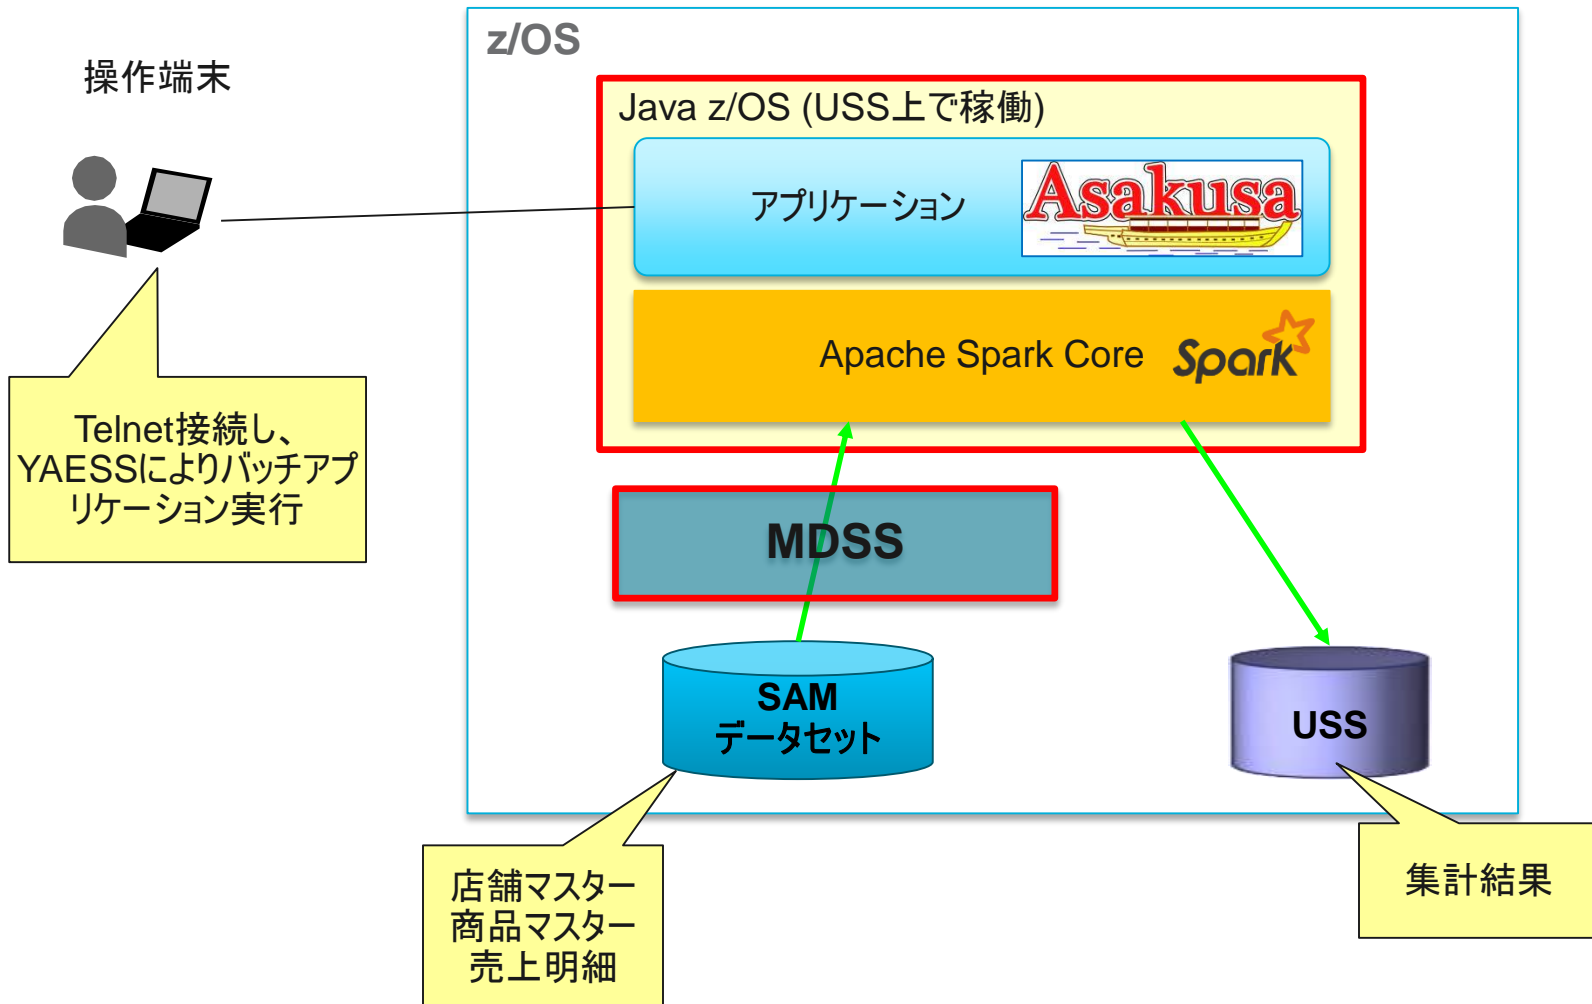 z/OS
操作端末
Java z/OS (USS上で稼働)
アプリケーション
Asakusa
Apache Spark Core
Spark
Telnet接続し、
YAESSによりバッチアプ
リケーション実行
MDSS
SAM
データセット
USS
店舗マスター
商品マスター
売上明細
集計結果